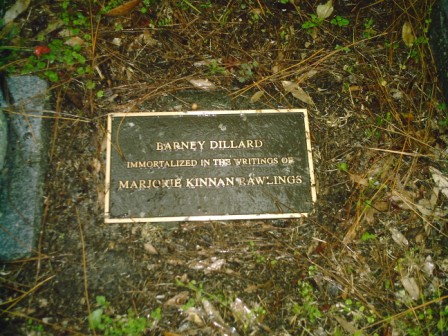 BARNEY DILLARD
IMMORTALIZED IN THE WRITINGS OF
MARJORIE KINNAN RAWLINGS